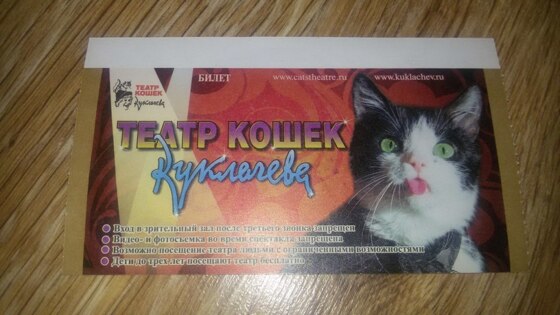 БИЛЕТ www.catstheatre.ru www.kuklachev.ru
ТЕАТР
КОШЕК
Куклачева
ТЕАТР КОШЕК
Куклачева
Вход в зрительный зал после третьего звонка запрещен
Видео- и фотосъемка во время спектакля запрещена
Возможно посещение театра людьми с ограниченными возможностями
Дети до трех лет посещают театр бесплатно